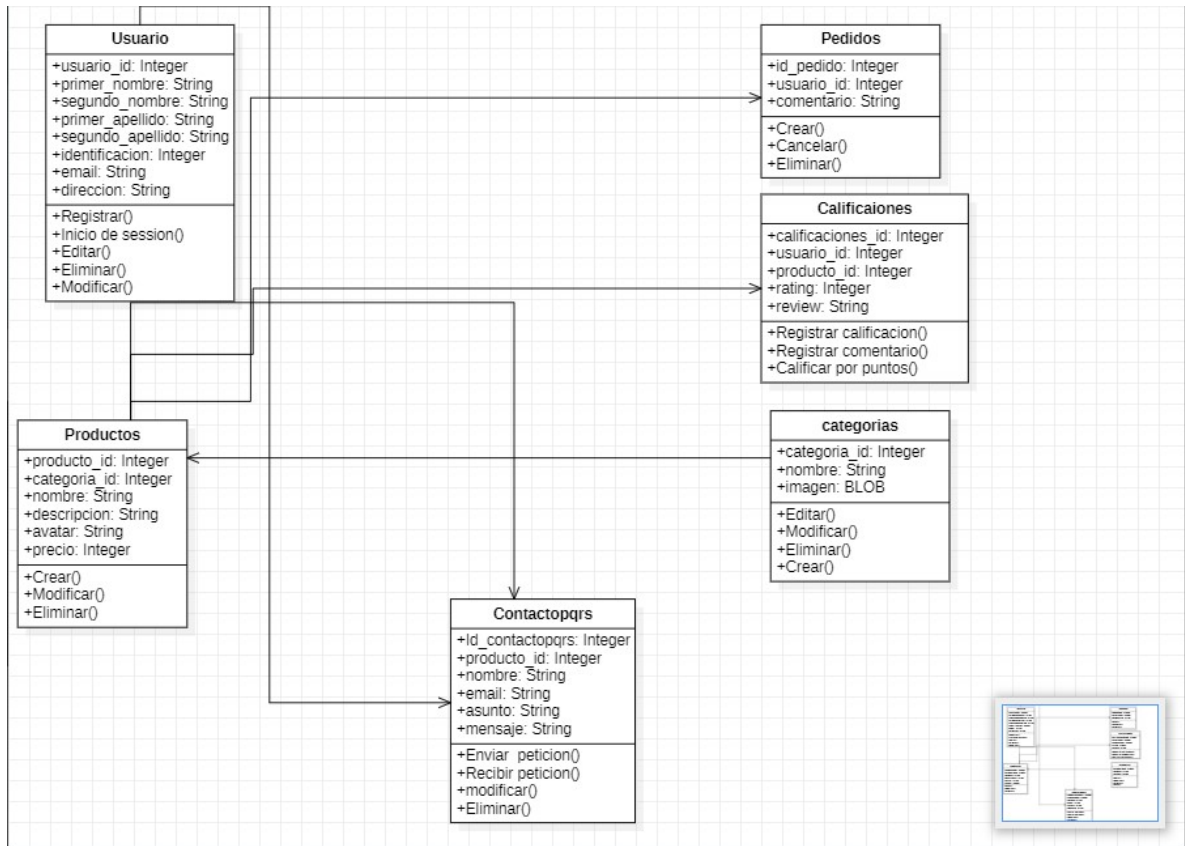 Usuario
+usuario_id: Integer
+primer_nombre: String
+segundo_nombre: String
+primer_apellido: String
+segundo_apellido: String
+identificacion: Integer
+email: String
+direccion: String
+Registrar()
+Inicio de session()
+Editar()
+Eliminar()
+Modificar()
Pedidos
+id_pedido: Integer
+usuario_id: Integer
+comentario: String
+Crear()
+Cancelar()
+Eliminar()
Calificaiones
+calificaciones_id: Integer
+usuario_id: Integer
+producto_id: Integer
+rating: Integer
+review: String
+Registrar calificacion()
+Registrar comentario()
+Calificar por puntos()
Productos
+producto_id: Integer
+categoria_id: Integer
+nombre: String
+descripcion: String
+avatar: String
+precio: Integer
+Crear()
+Modificar()
+Eliminar()
categorias
+categoria_id: Integer
+nombre: String
+imagen: BLOB
+Editar()
+Modificar()
+Eliminar()
+Crear()
Contactopqrs
+Id_contactopqrs: Integer
+producto_id: Integer
+nombre: String
+email: String
+asunto: String
+mensaje: String
+Enviar  peticion()
+Recibir peticion()
+modificar()
+Eliminar()